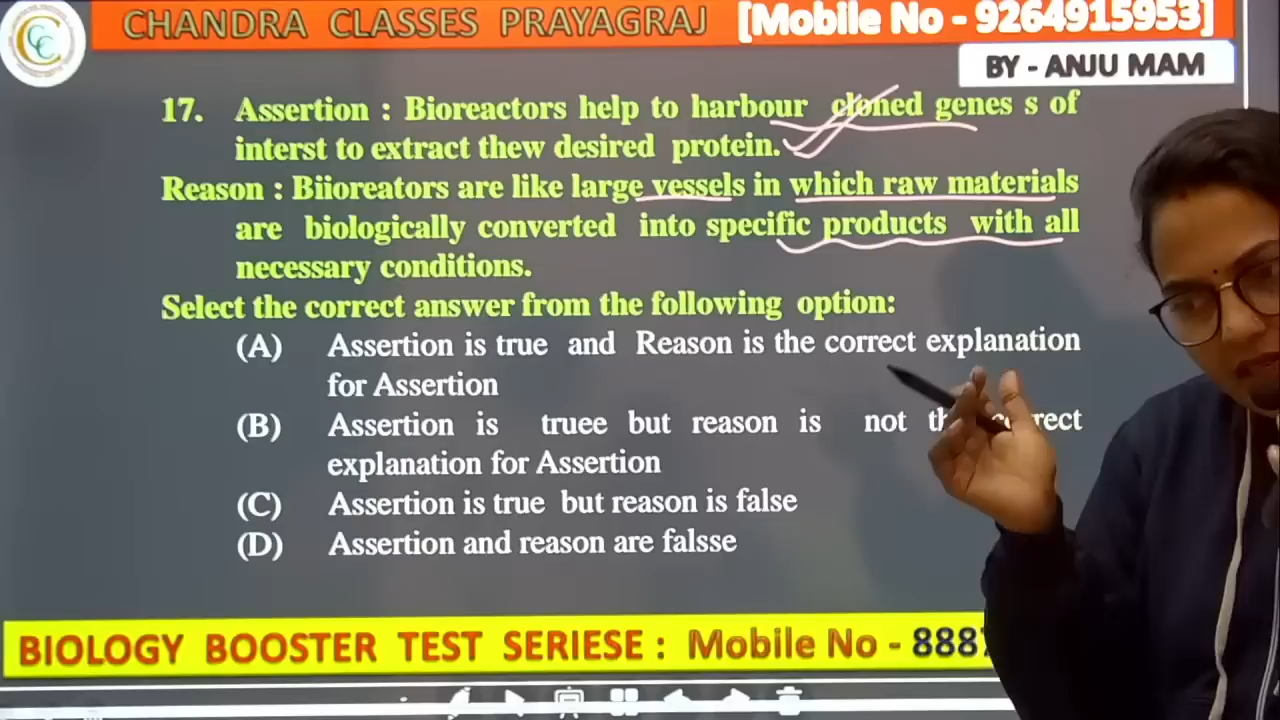 CHANDRA CLASSES PRAYAGRAJ [Mobile No - 9264915953]
BY - ANJU MAM
17. Assertion : Bioreactors help to harbour cloned genes s of
interst to extract thew desired protein.
Reason : Biioreators are like large vessels in which raw materials
are biologically converted into specific products with all
necessary conditions.
Select the correct answer from the following option:
(A) Assertion is true and Reason is the correct explanation
for Assertion
(B) Assertion is truee but reason is not
explanation for Assertion
(C) Assertion is true but reason is false
(D) Assertion and reason are falsse
BIOLOGY BOOSTER TEST SERIESE : Mobile No - 888